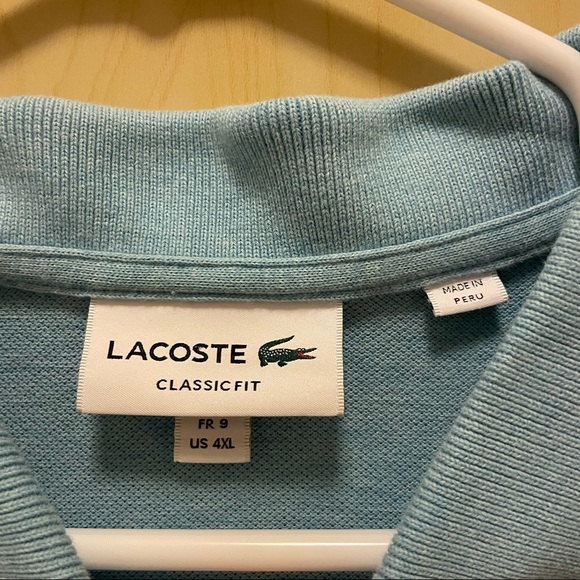 LACOSTE
CLASSIC FIT
FR 9
US 4XL
MADE IN
PERU